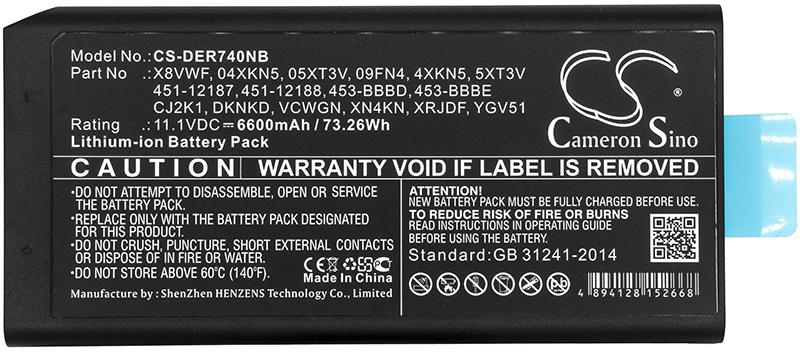 Model No.: CS-DER740NB
Part No : X8VWF, 04XKN5, 05XT3V, 09FN4, 4XKN5, 5XT3V
451-12187,451-12188,453-BBBD,453-BBBE
CJ2K1, DKNKD, VCWGN, XN4KN, XRJDF, YGV51
Rating : 11.1VDC⎓6600mAh / 73.26Wh
Lithium-ion Battery Pack
CS
Cameron Sino
CAUTION
WARRANTY VOID IF LABEL IS REMOVED
•DO NOT ATTEMPT TO DISASSEMBLE, OPEN OR SERVICE
THE BATTERY PACK.
•REPLACE ONLY WITH THE BATTERY PACK DESIGNATED
FOR THIS PRODUCT.
•DO NOT CRUSH, PUNCTURE, SHORT EXTERNAL CONTACTS
OR DISPOSE OF IN FIRE OR WATER.
•DO NOT STORE ABOVE 60℃ (140℉).
CE
Made In China
Manufacture by : ShenZhen HENZENS Technology Co., Limited
ATTENTION!
NEW BATTERY PACK MUST BE FULLY CHARGED BEFORE USE.
TO REDUCE RISK OF FIRE OR BURNS
READ INSTRUCTIONS IN OPERATING GUIDE
BEFORE USING BATTERY.
Standard:GB 31241-2014
4 894128 152668